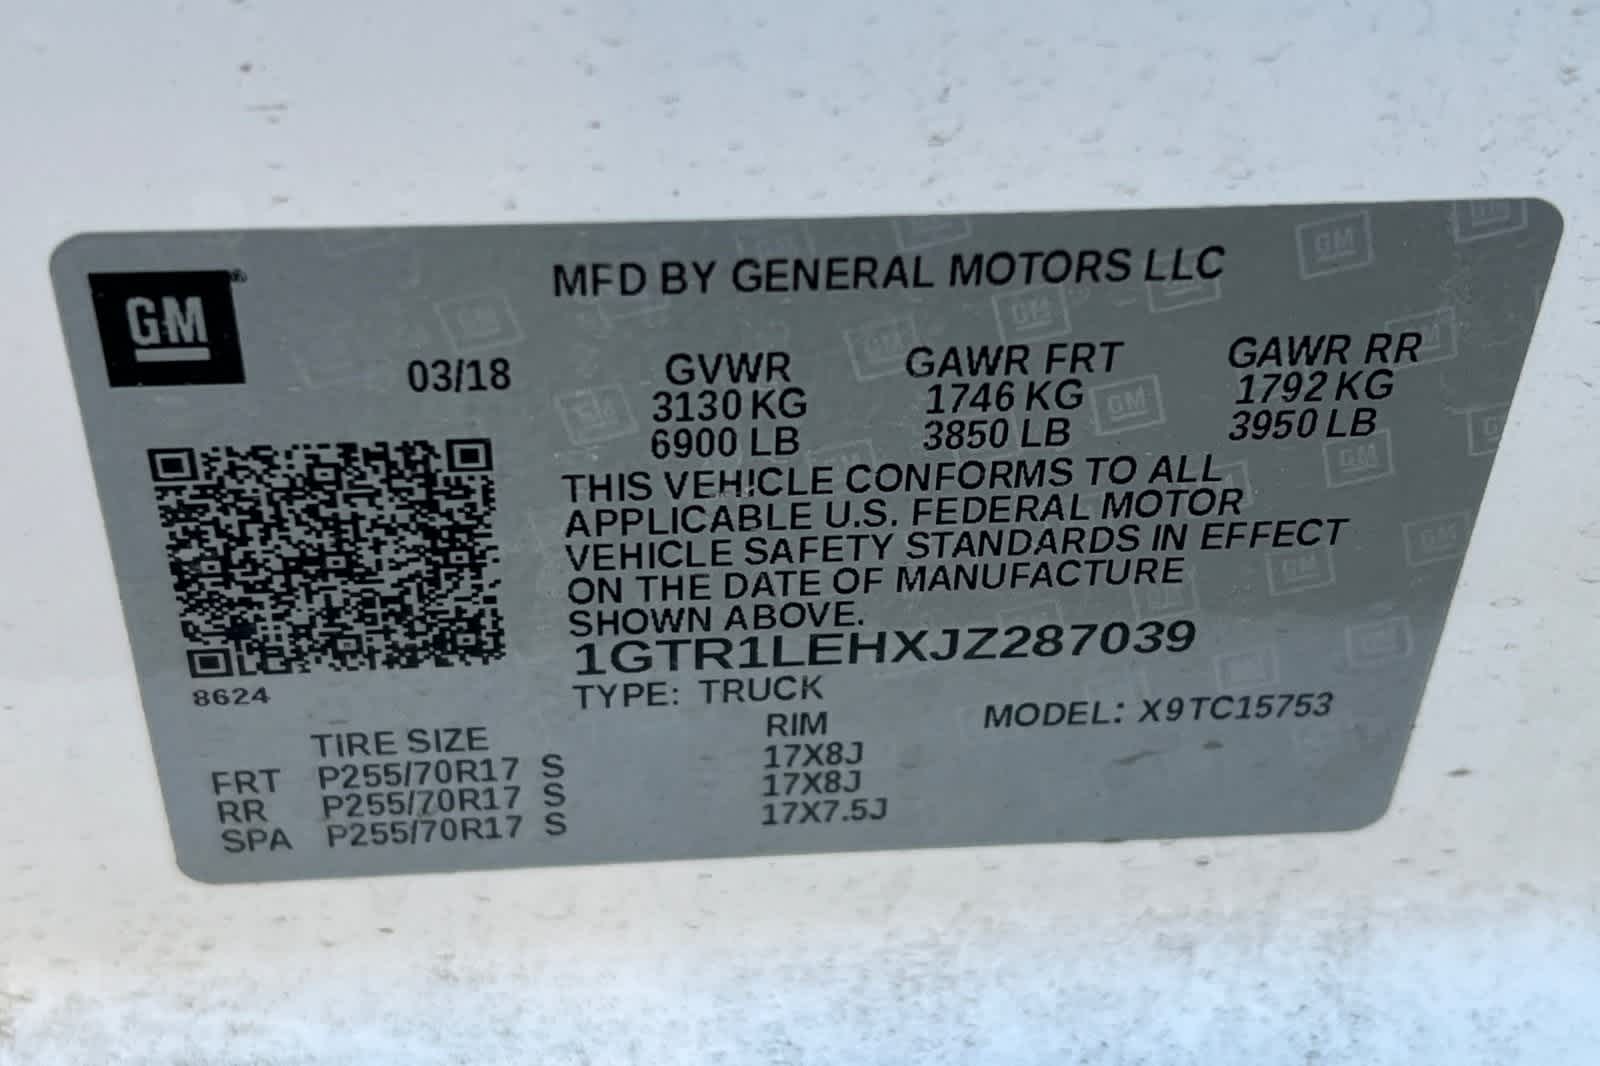 GM
MFD BY GENERAL MOTORS LLC
03/18 GVWR GAWR FRT GAWR RR
3130 KG 1746 KG 1792 KG
6900 LB 3850 LB 3950 LB
THIS VEHICLE CONFORMS TO ALL
APPLICABLE U.S. FEDERAL MOTOR
VEHICLE SAFETY STANDARDS IN EFFECT
ON THE DATE OF MANUFACTURE
SHOWN ABOVE.
1GTR1LEHXJZ287039
8624
TYPE: TRUCK
MODEL: X9TC15753
TIRE SIZE RIM
FRT P255/70R17 S 17X8J
RR P255/70R17 S 17X8J
SPA P255/70R17 S 17X7.5J